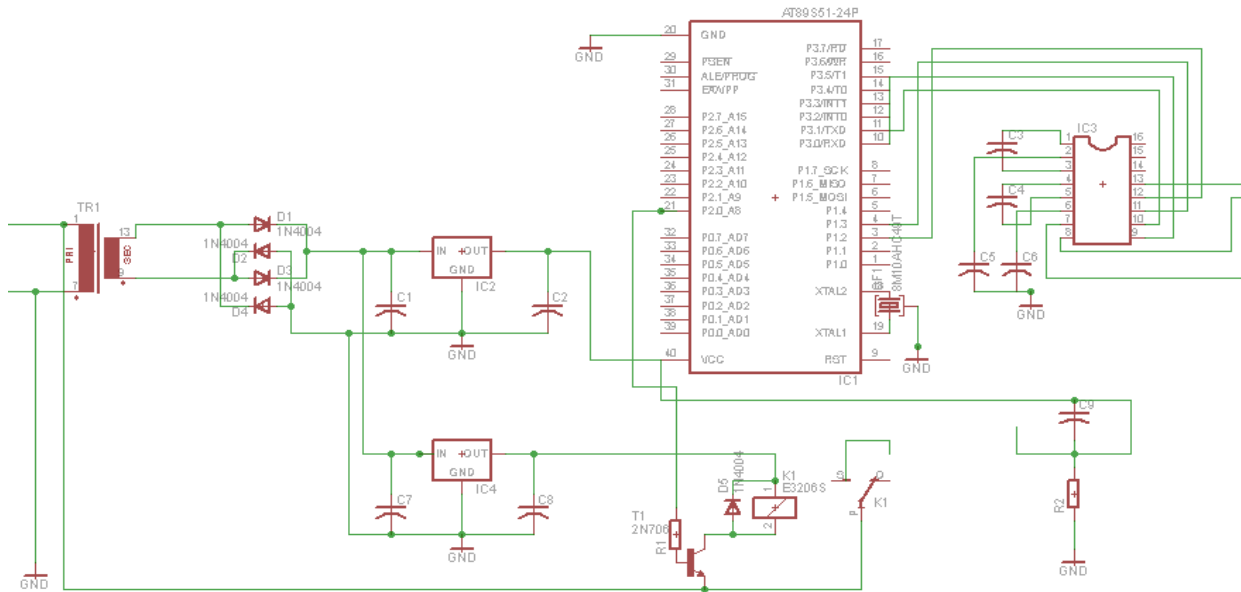 AT89S51-24P
20 GND
GND
29 PSEN
30 ALE/PROG
31 EA/VPP
28 P2.7_A15
27 P2.6_A14
26 P2.5_A13
25 P2.4_A12
24 P2.3_A11
23 P2.2_A10
22 P2.1_A9
21 P2.0_A8
32 P0.7_AD7
33 P0.6_AD6
34 P0.5_AD5
35 P0.4_AD4
36 P0.3_AD3
37 P0.2_AD2
38 P0.1_AD1
39 P0.0_AD0
40 VCC
P3.7/RD 17
P3.6/WR 16
P3.5/T1 15
P3.4/T0 14
P3.3/INT1 13
P3.2/INT0 12
P3.1/TXD 11
P3.0/RXD 10
P1.7_SCK 8
P1.6_MISO 7
P1.5_MOSI 6
P1.4 5
P1.3 4
P1.2 3
P1.1 2
P1.0 1
XTAL2
XTAL1 19
RST 9
IC1
QF1
8M10AHC49T
GND
IC3
1 16
2 15
3 14
4 13
5 12
6 11
7 10
8 9
C3
C4
C5
C6
GND
TR1
1
7
PRI
13
9
SEC
D1
1N4004
D2
D3
1N4004
1N4004
D4
IN OUT
GND
IC2
C1
C2
GND
IN OUT
GND
IC4
C7
C8
GND
T1
2N706
R1
D5
1N4004
K1
E3206S
1
2
S O
P
K1
C9
R2
GND
GND